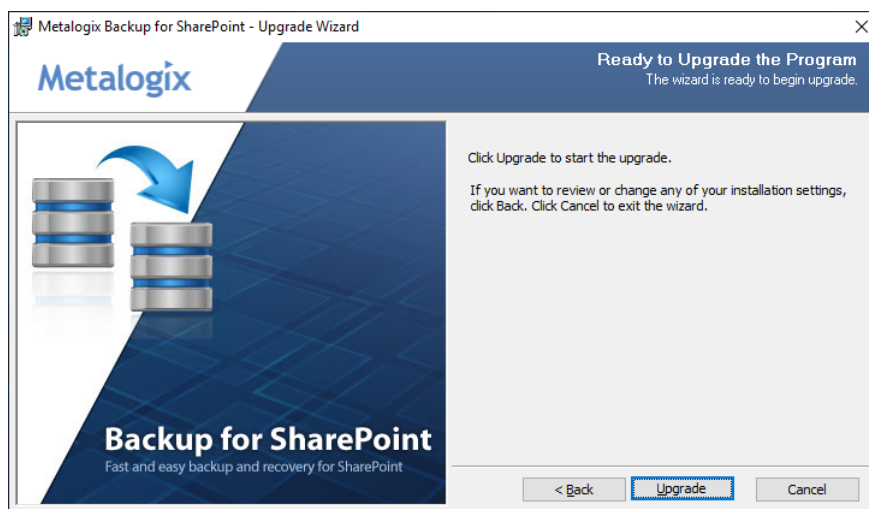 Metalogix Backup for SharePoint - Upgrade Wizard
Metalogix
Ready to Upgrade the Program
The wizard is ready to begin upgrade.
Click Upgrade to start the upgrade.
If you want to review or change any of your installation settings,
click Back. Click Cancel to exit the wizard.
Backup for SharePoint
Fast and easy backup and recovery for SharePoint
< Back
Upgrade
Cancel